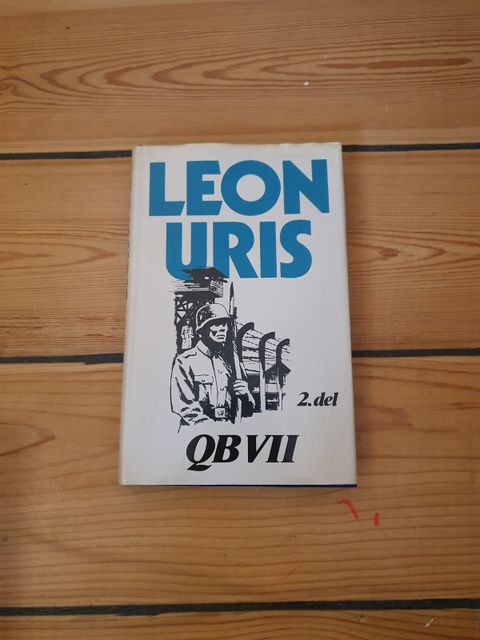 LEON
URIS
2. del
QB VII